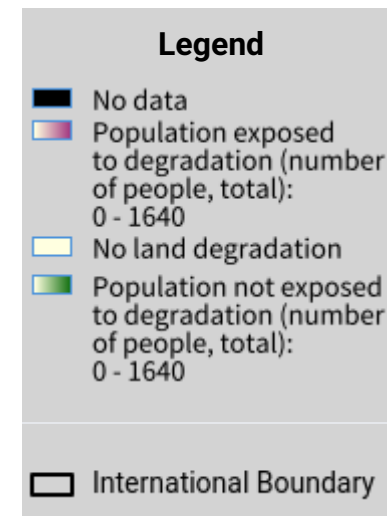 Legend
No data
Population exposed
to degradation (number
of people, total):
0 - 1640
No land degradation
Population not exposed
to degradation (number
of people, total):
0 - 1640
International Boundary